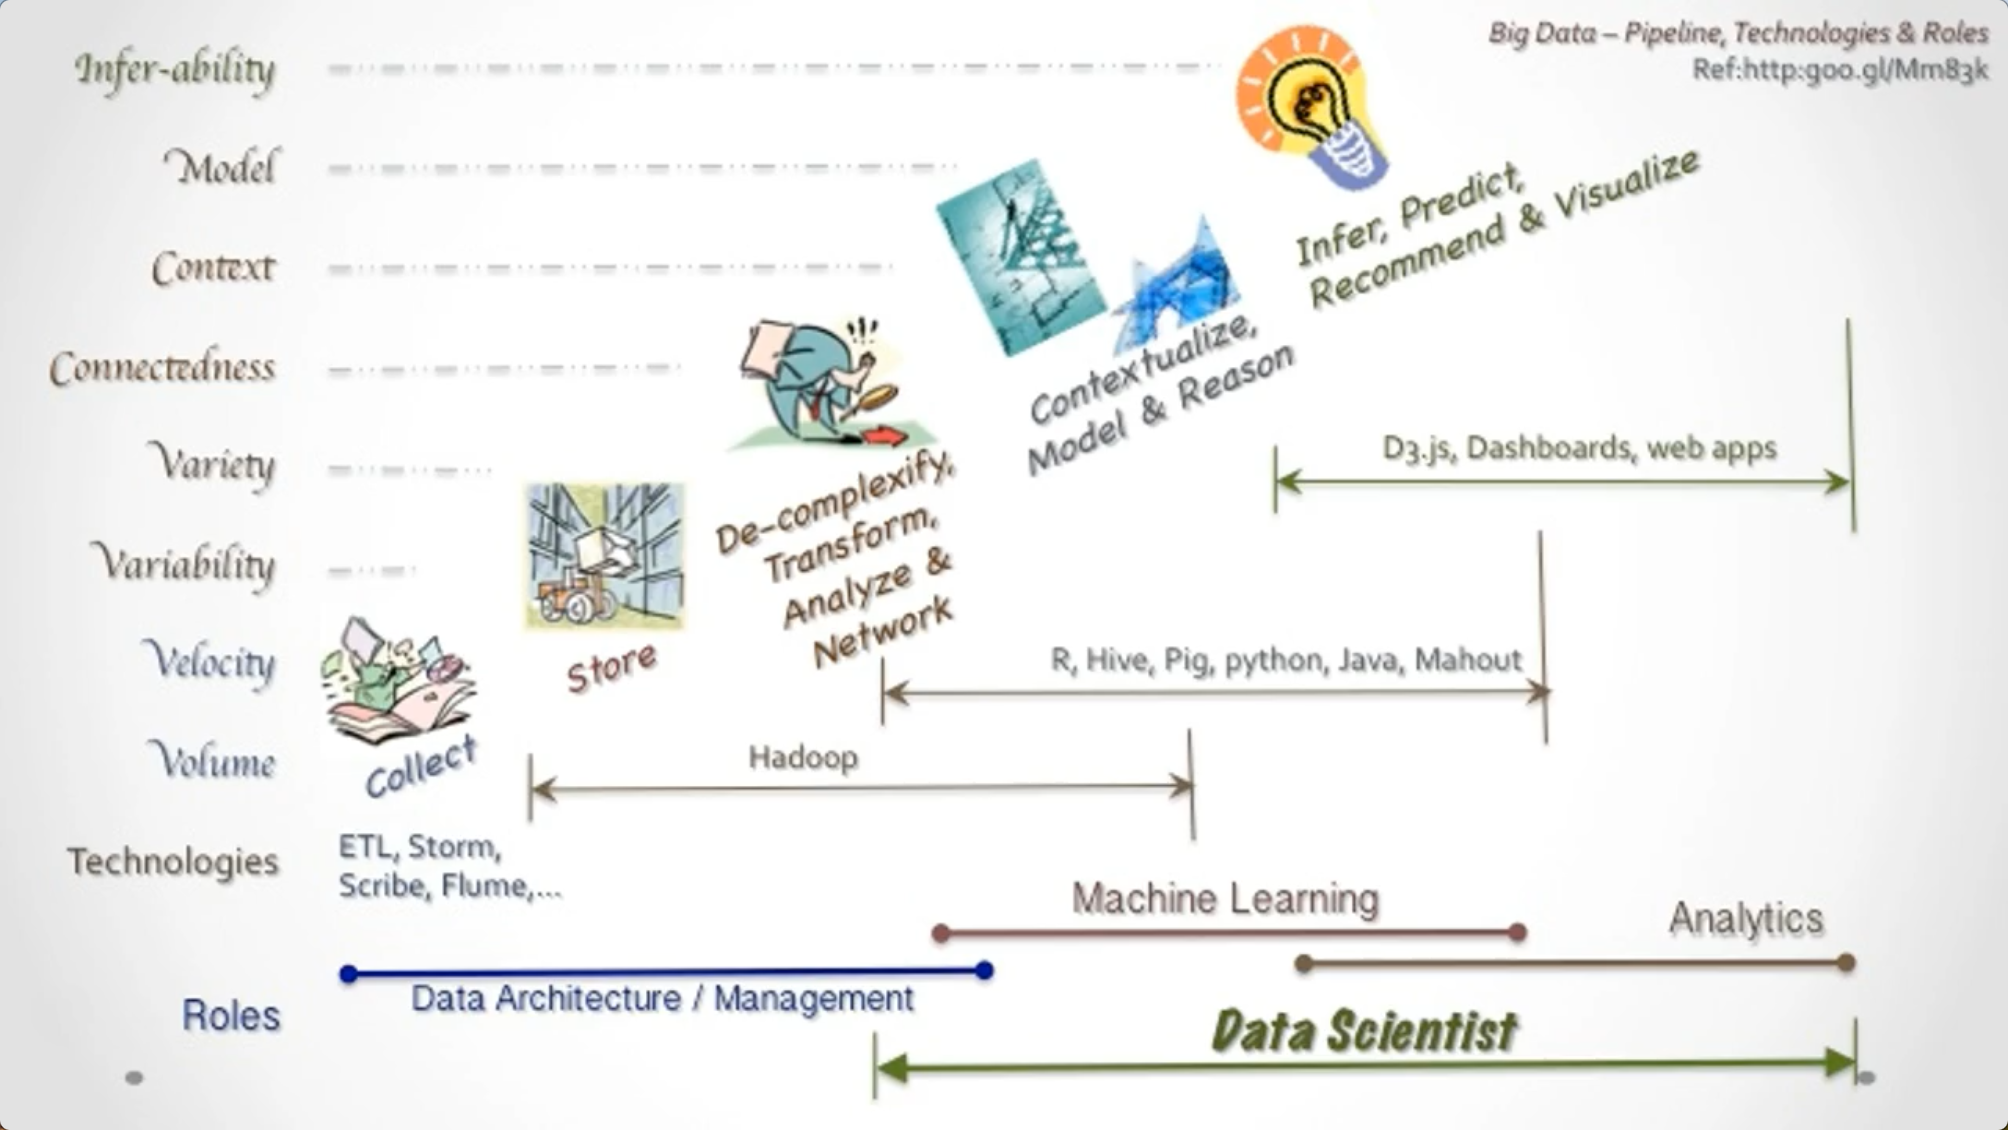 Big Data – Pipeline, Technologies & Roles
Ref:http:goo.gl/Mm83k
Infer-ability
Model
Context
Connectedness
Variety
Variability
Velocity
Volume
Infer, Predict,
Recommend & Visualize
Contextualize,
Model & Reason
De-complexify,
Transform,
Analyze &
Network
Store
Collect
D3.js, Dashboards, web apps
R, Hive, Pig, python, Java, Mahout
Hadoop
Technologies
ETL, Storm,
Scribe, Flume,...
Machine Learning
Analytics
Roles
Data Architecture / Management
Data Scientist